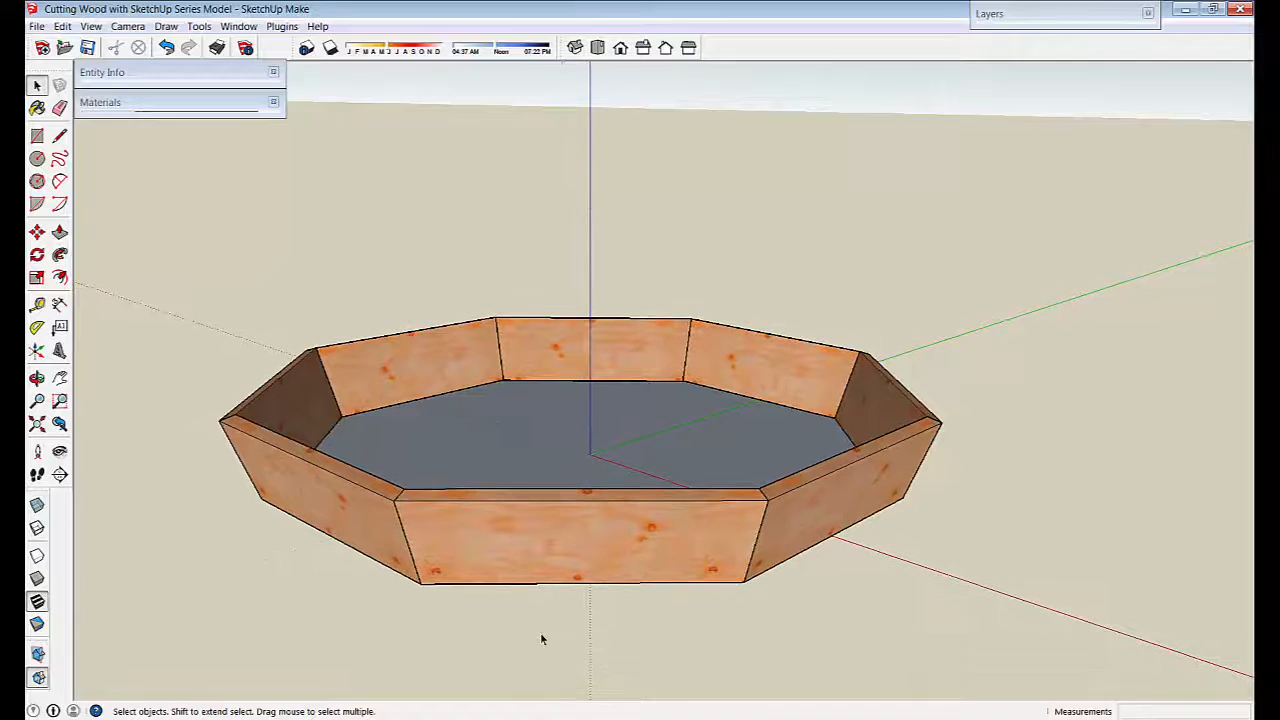 Cutting Wood with SketchUp Series Model - SketchUp Make
File Edit View Camera Draw Tools Window Plugins Help
Layers
J F M A M J J A S O N D
04:37 AM Noon 07:22 PM
Entity Info
Materials
Select objects. Shift to extend select. Drag mouse to select multiple.
Measurements